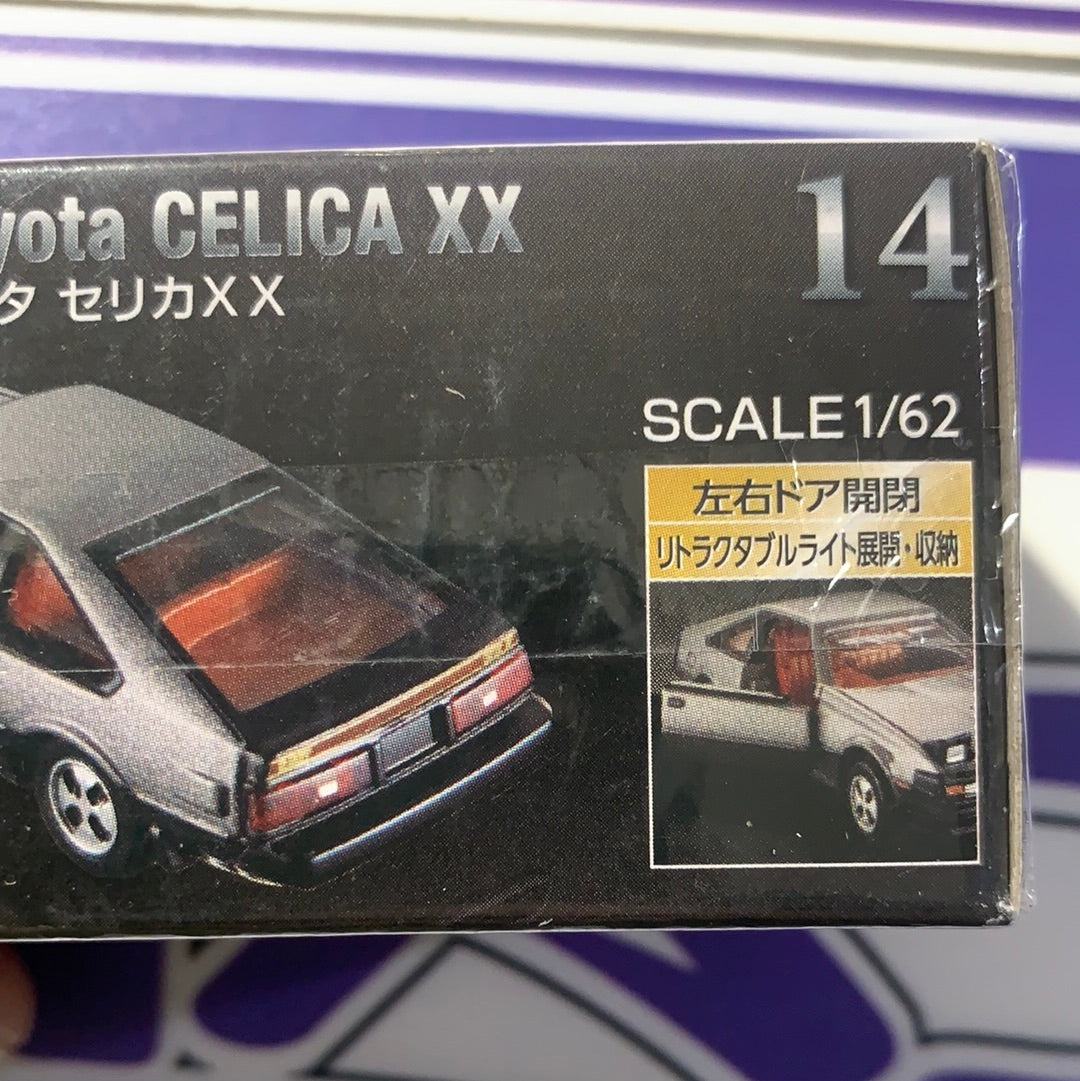 yota CELICA XX
タ セリカXX
14
SCALE 1/62
左右ドア開閉
リトラクタブルライト展開・収納